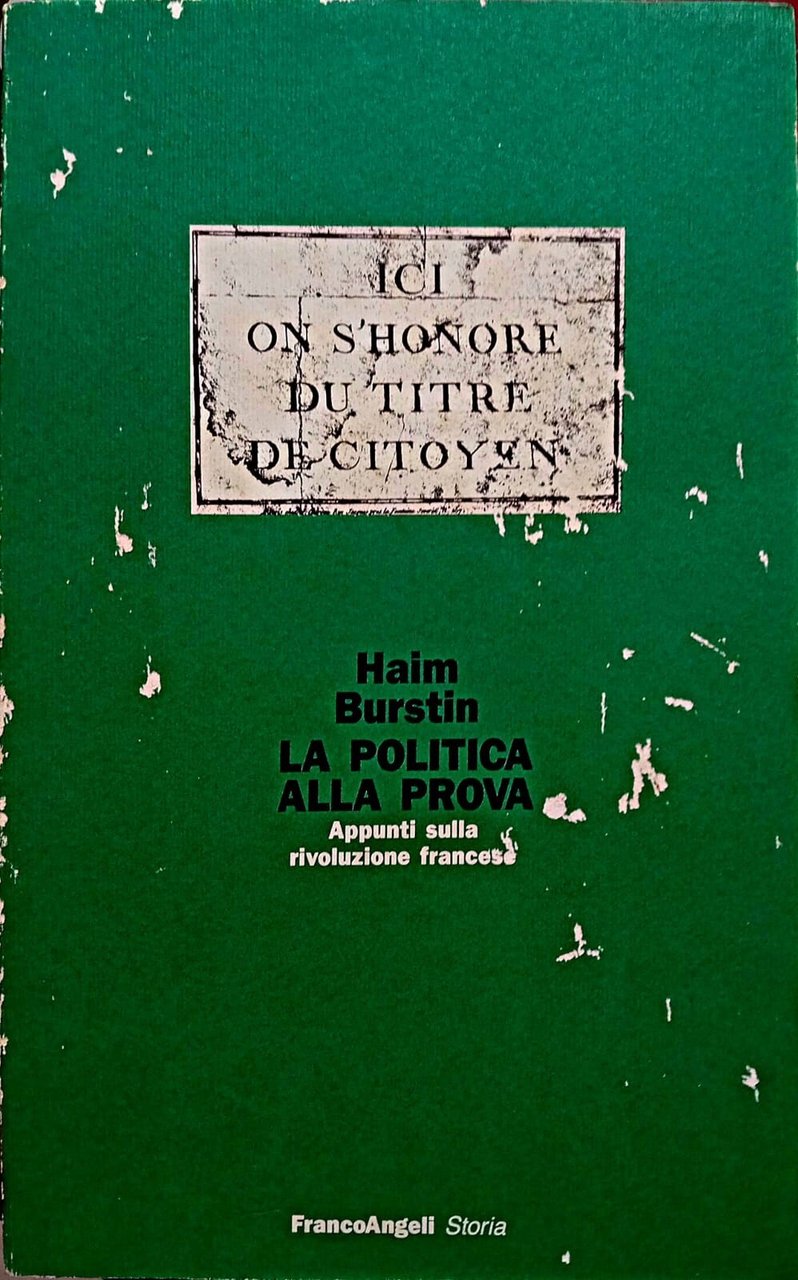 ICI
ON S'HONORE
DU TITRE
DE CITOYEN
Haim
Burstin
LA POLITICA
ALLA PROVA
Appunti sulla
rivoluzione francese
FrancoAngeli Storia